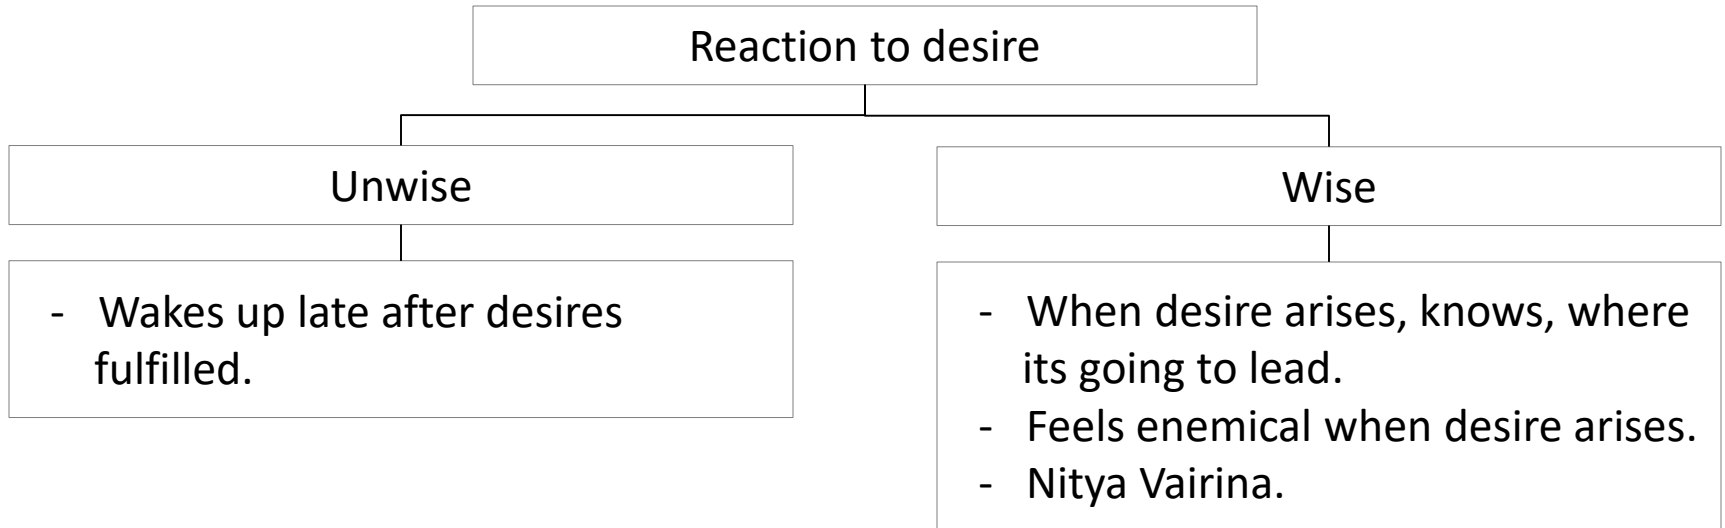 Reaction to desire
Unwise
Wise
- Wakes up late after desires
fulfilled.
- When desire arises, knows, where
its going to lead.
- Feels enemical when desire arises.
- Nitya Vairina.